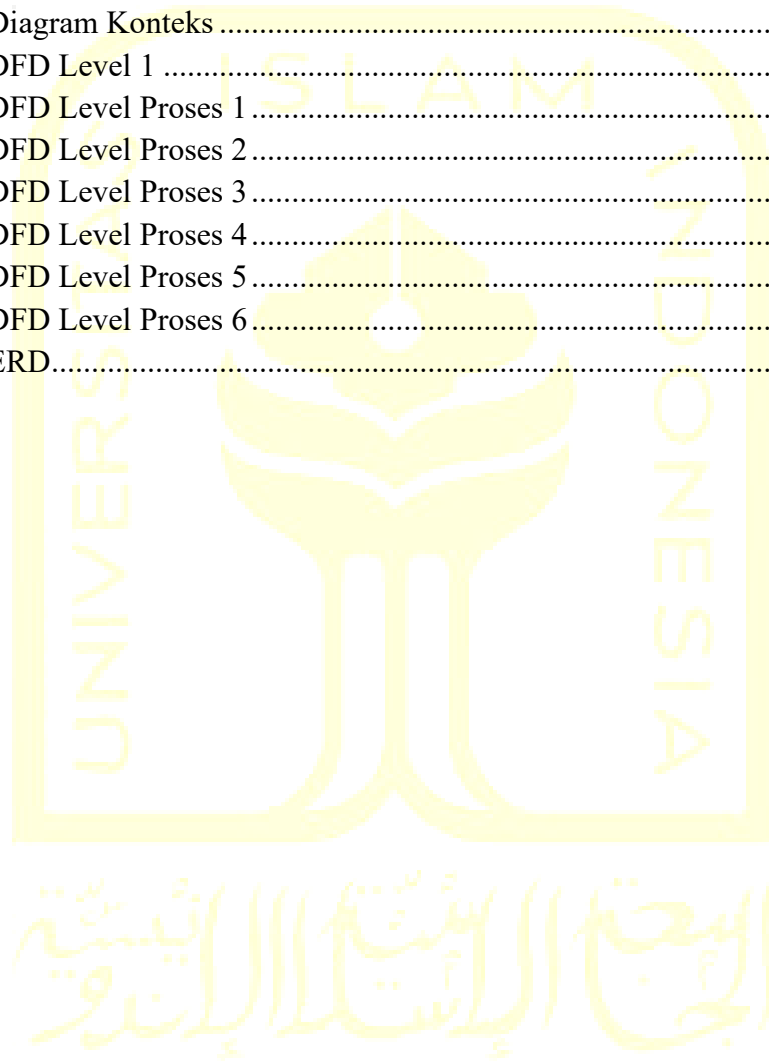 Diagram Konteks ........................................................................
DFD Level 1 ................................................................................
DFD Level Proses 1 .....................................................................
DFD Level Proses 2 .....................................................................
DFD Level Proses 3 .....................................................................
DFD Level Proses 4 .....................................................................
DFD Level Proses 5 .....................................................................
DFD Level Proses 6 .....................................................................
ERD..............................................................................................
ISLAM
UNIVERSITAS
INDONESIA